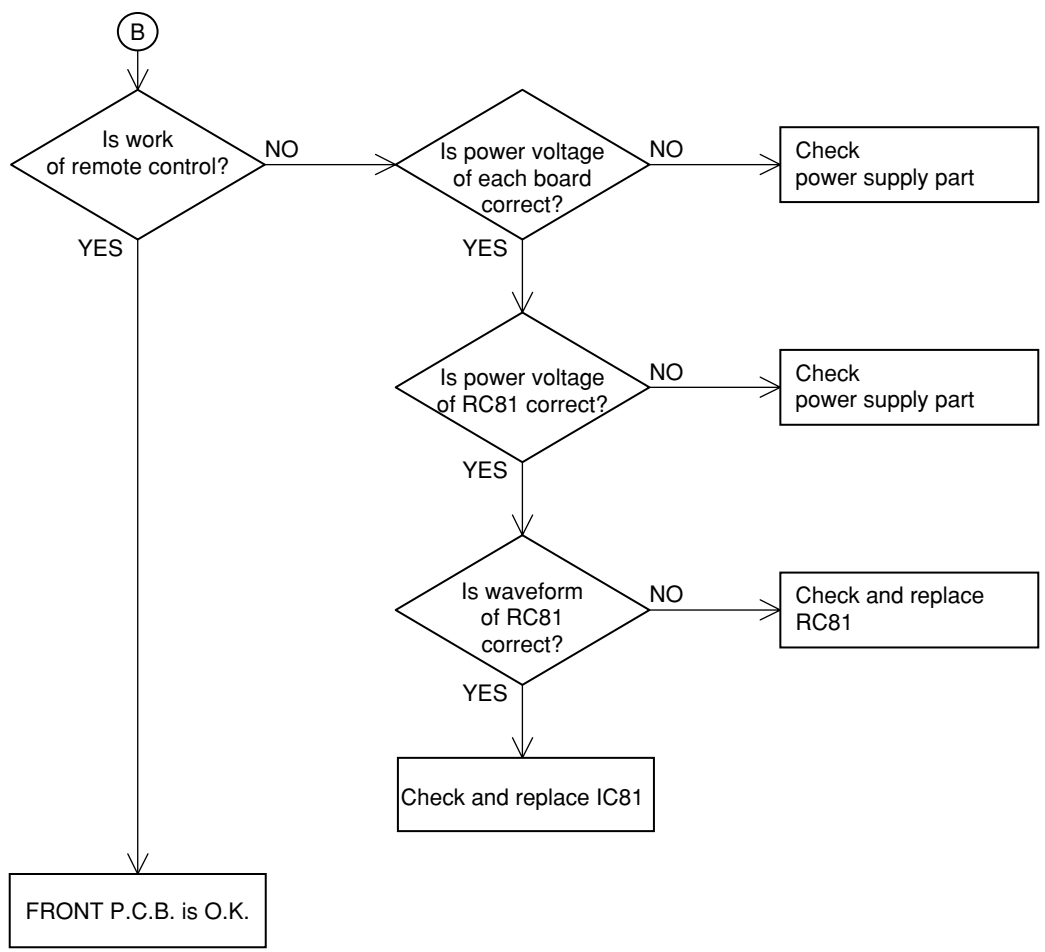 B
Is work
of remote control?
NO
YES
Is power voltage
of each board
correct?
NO
YES
Check
power supply part
Is power voltage
of RC81 correct?
NO
YES
Check
power supply part
Is waveform
of RC81
correct?
NO
YES
Check and replace
RC81
Check and replace IC81
FRONT P.C.B. is O.K.